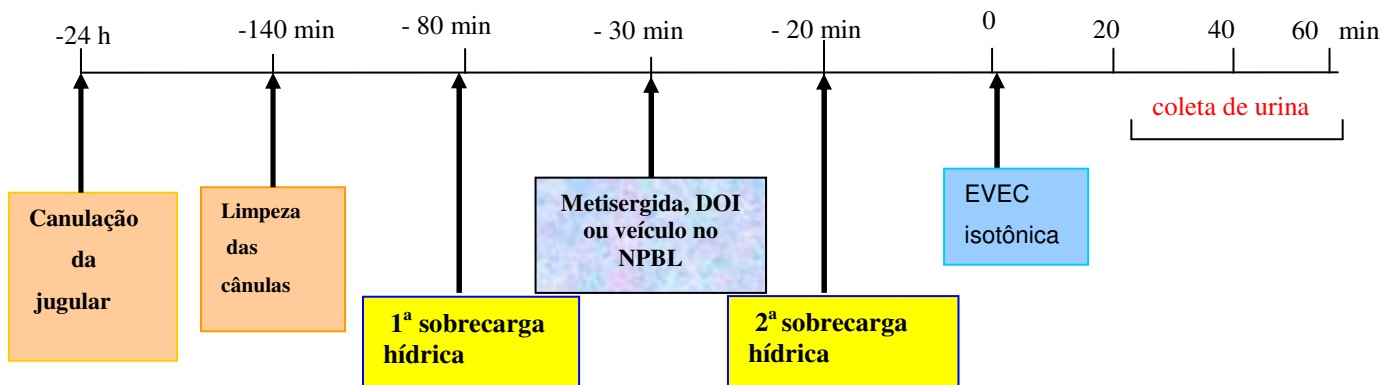 -24 h
-140 min
- 80 min
- 30 min
- 20 min
0
20
40
60
min
coleta de urina
Canulação
da
jugular
Limpeza
das
cânulas
1ª sobrecarga
hídrica
Metisergida, DOI
ou veículo no
NPBL
2ª sobrecarga
hídrica
EVEC
isotônica